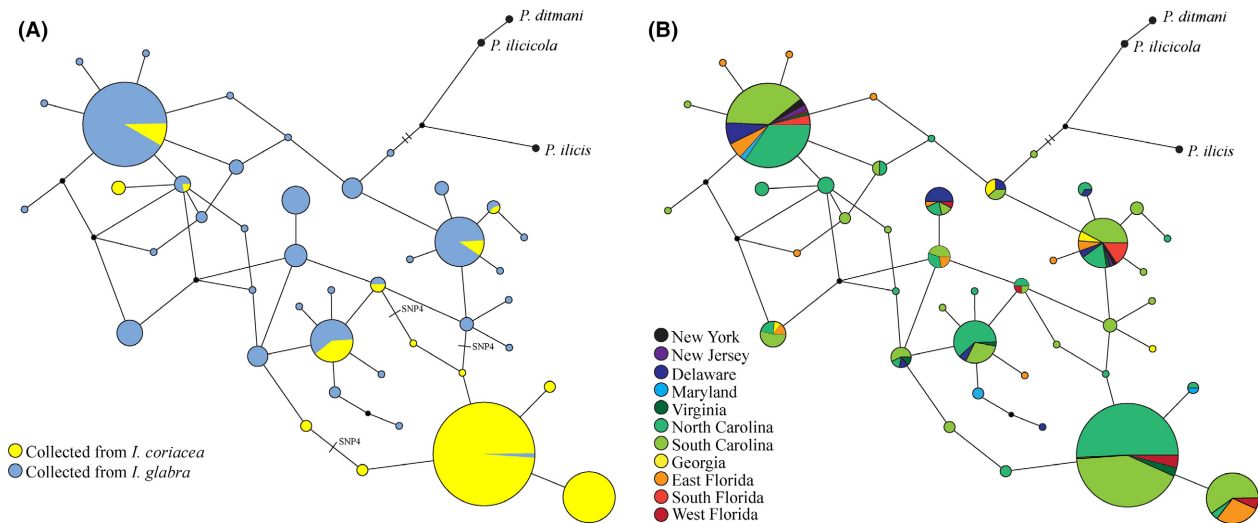 (A)
P. ditmani
P. ilicicola
P. ilicis
SNP4
SNP4
SNP4
Collected from I. coriacea
Collected from I. glabra
(B)
P. ditmani
P. ilicicola
P. ilicis
New York
New Jersey
Delaware
Maryland
Virginia
North Carolina
South Carolina
Georgia
East Florida
South Florida
West Florida